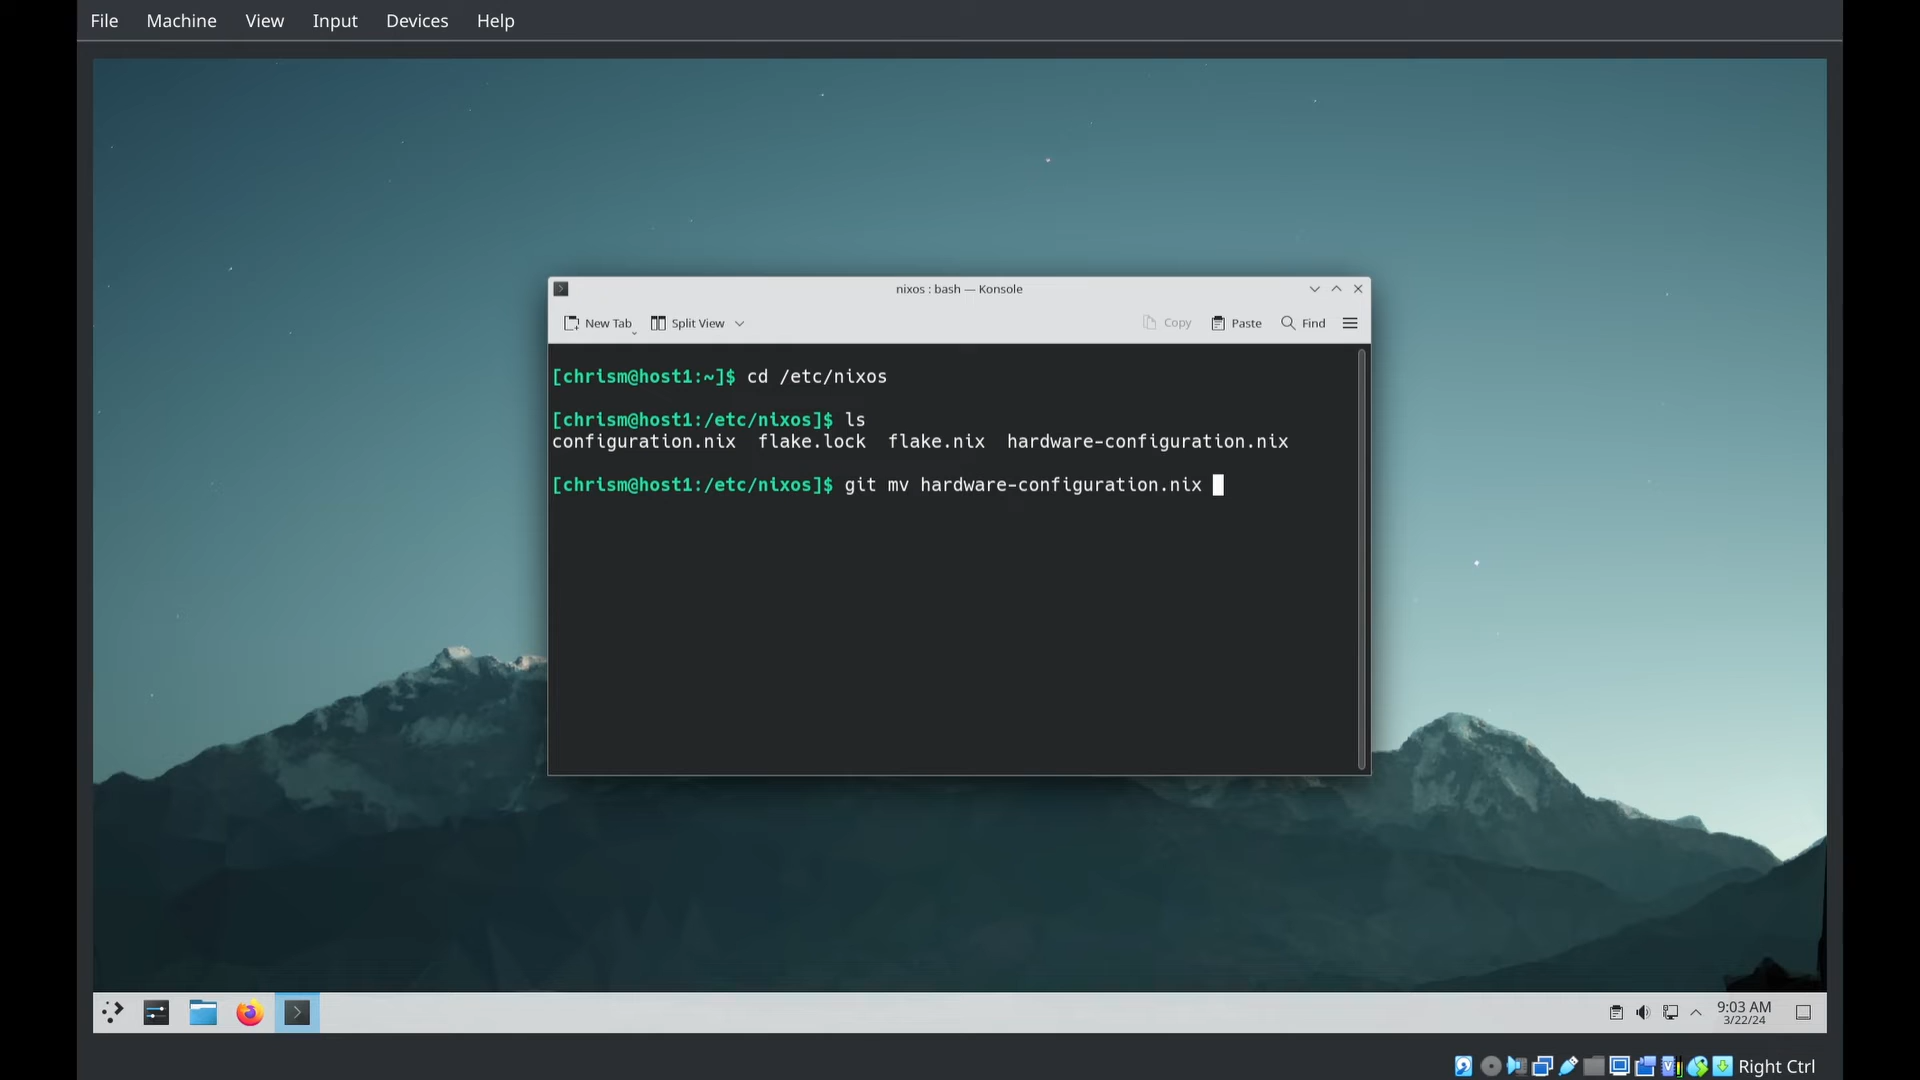 File Machine View Input Devices Help
nixos : bash — Konsole
New Tab Split View Copy Paste Find
[chrism@host1:~]$ cd /etc/nixos
[chrism@host1:/etc/nixos]$ ls
configuration.nix flake.lock flake.nix hardware-configuration.nix
[chrism@host1:/etc/nixos]$ git mv hardware-configuration.nix
9:03 AM
3/22/24
Right Ctrl